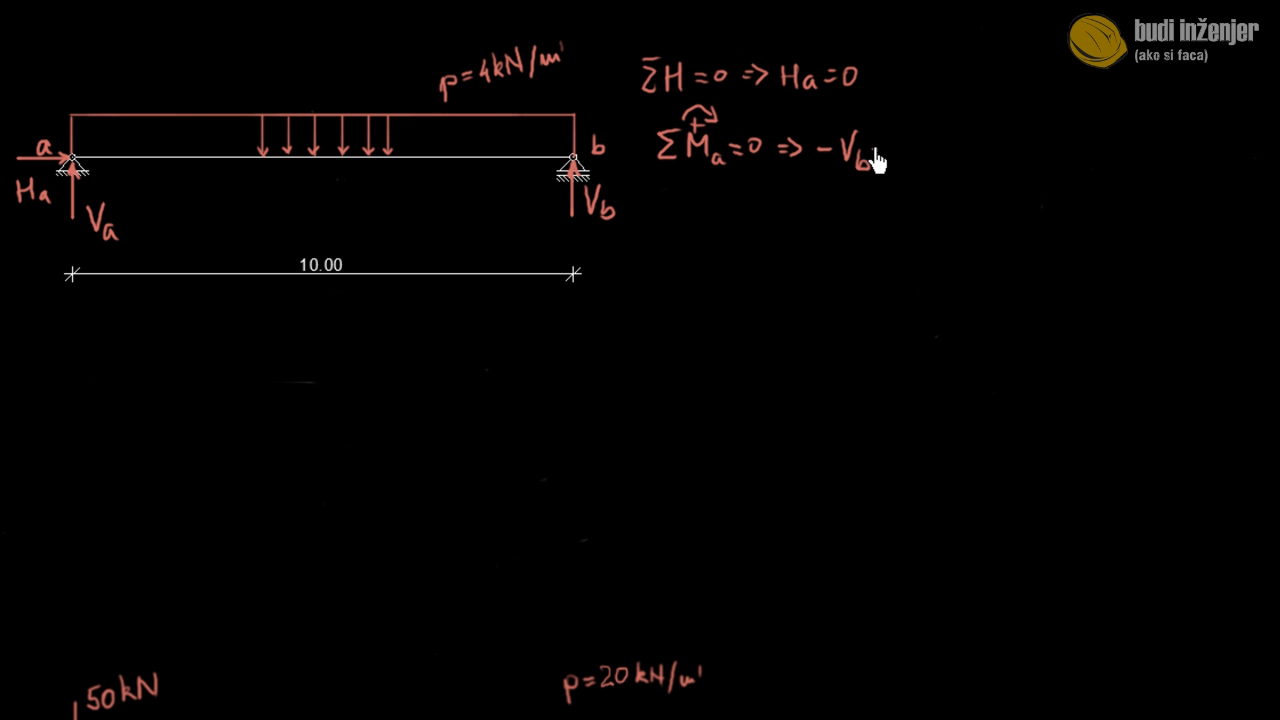 budi inženjer
(ako si faca)
p=4kN/m'
ΣH=0 => Ha=0
a
b
ΣMa=0 => -Vb
+
Ha
Va
Vb
10.00
50kN
p=20kN/m'